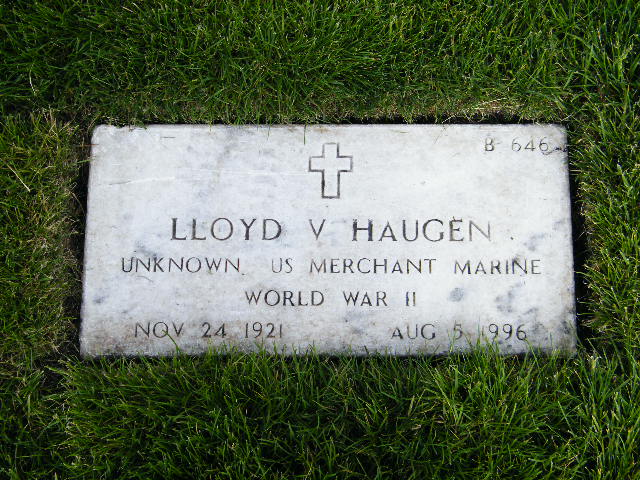 B 646
LLOYD V HAUGEN
UNKNOWN US MERCHANT MARINE
WORLD WAR II
NOV 24 1921 AUG 5 1996